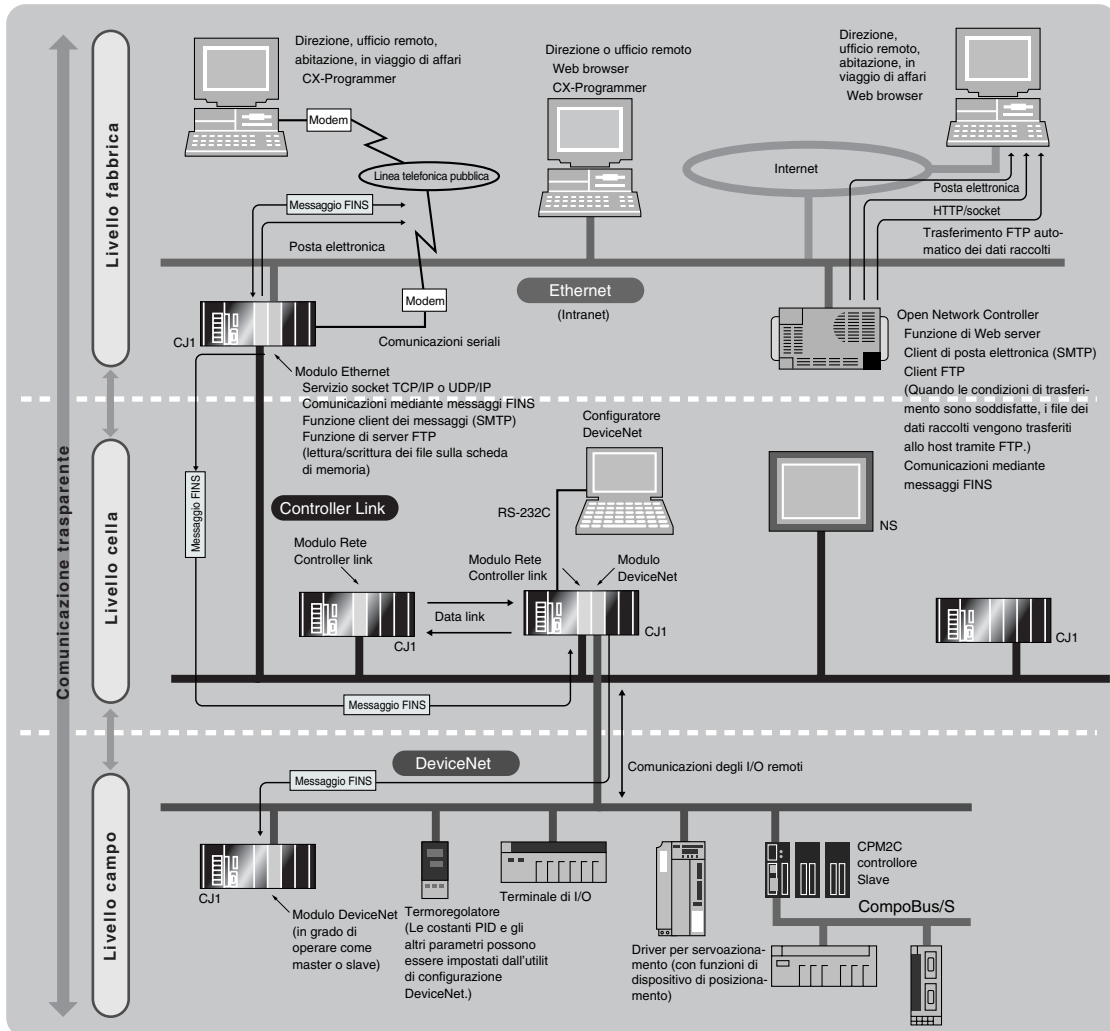 Comunicazione trasparente
Livello fabbrica
Livello cella
Livello campo
Direzione, ufficio remoto,
abitazione, in viaggio di affari
CX-Programmer
Modem
Linea telefonica pubblica
Messaggio FINS
Posta elettronica
Modem
Comunicazioni seriali
Direzione o ufficio remoto
Web browser
CX-Programmer
Direzione,
ufficio remoto,
abitazione, in
viaggio di affari
Web browser
Internet
Posta elettronica
HTTP/socket
Trasferimento FTP auto-
matico dei dati raccolti
Ethernet
(Intranet)
CJ1
Modulo Ethernet
Servizio socket TCP/IP o UDP/IP
Comunicazioni mediante messaggi FINS
Funzione client dei messaggi (SMTP)
Funzione di server FTP
(lettura/scrittura dei file sulla scheda
di memoria)
Open Network Controller
Funzione di Web server
Client di posta elettronica (SMTP)
Client FTP
(Quando le condizioni di trasferi-
mento sono soddisfatte, i file dei
dati raccolti vengono trasferiti
allo host tramite FTP.)
Comunicazioni mediante
messaggi FINS
Messaggio FINS
Controller Link
Configuratore
DeviceNet
RS-232C
NS
Modulo Rete
Controller link
Modulo Rete
Controller link
Modulo
DeviceNet
Data link
CJ1
CJ1
CJ1
Messaggio FINS
DeviceNet
Comunicazioni degli I/O remoti
Messaggio FINS
CJ1
Modulo DeviceNet
(in grado di
operare come
master o slave)
Termoregolatore
(Le costanti PID e gli
altri parametri possono
essere impostati dall'utilit
di configurazione
DeviceNet.)
Terminale di I/O
Driver per servoaziona-
mento (con funzioni di
dispositivo di posiziona-
mento)
CPM2C
controllore
Slave
CompoBus/S